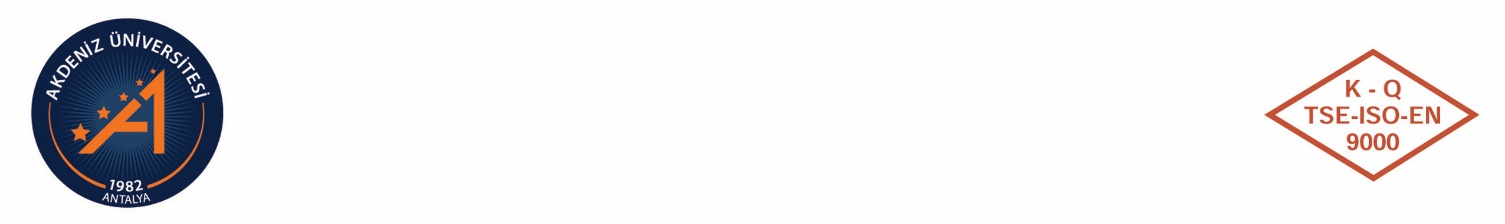 AKDENİZ ÜNİVERSİTESİ
1982
ANTALYA
K - Q
TSE-ISO-EN
9000